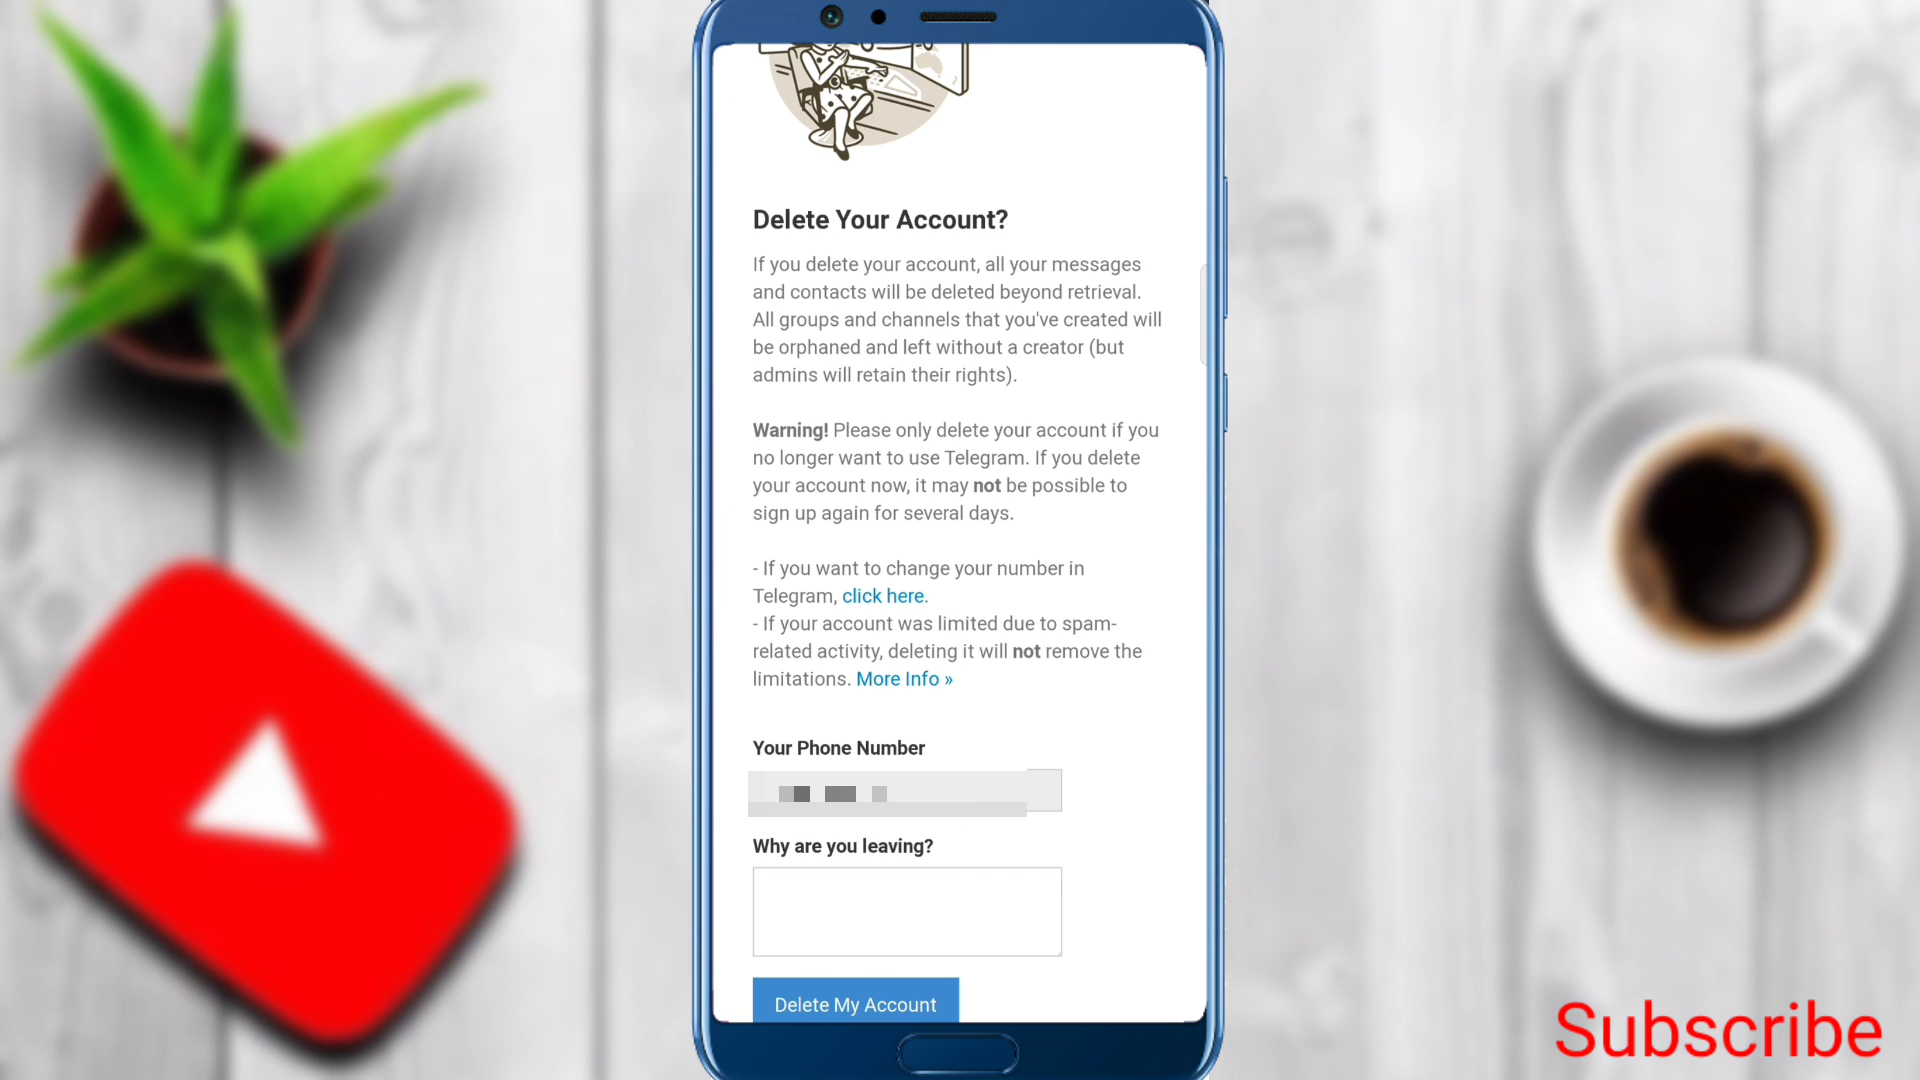 Delete Your Account?
If you delete your account, all your messages
and contacts will be deleted beyond retrieval.
All groups and channels that you've created will
be orphaned and left without a creator (but
admins will retain their rights).
Warning! Please only delete your account if you
no longer want to use Telegram. If you delete
your account now, it may not be possible to
sign up again for several days.
- If you want to change your number in
Telegram, click here.
- If your account was limited due to spam-
related activity, deleting it will not remove the
limitations. More Info »
Your Phone Number
Why are you leaving?
Delete My Account
Subscribe